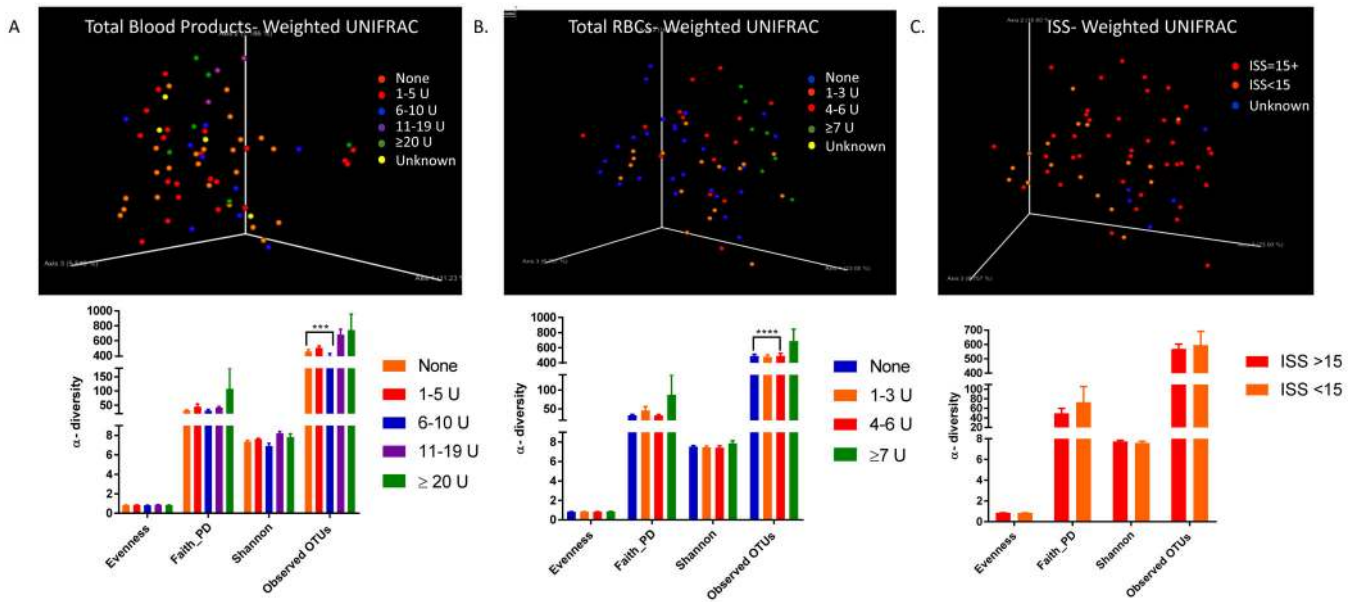 A
Total Blood Products- Weighted UNIFRAC
None
1-5 U
6-10 U
11-19 U
≥20 U
Unknown
B.
Total RBCs- Weighted UNIFRAC
None
1-3 U
4-6 U
≥7 U
Unknown
C.
ISS- Weighted UNIFRAC
ISS=15+
ISS<15
Unknown
α- diversity
1000
800
600
400
150
100
50
8
6
4
2
0
***
Evenness
Faith_PD
Shannon
Observed OTUs
None
1-5 U
6-10 U
11-19 U
≥ 20 U
α- diversity
1000
800
600
400
100
50
8
6
4
2
0
****
Evenness
Faith_PD
Shannon
Observed OTUs
None
1-3 U
4-6 U
≥7 U
α- diversity
700
600
500
400
300
200
100
80
60
40
20
8
6
4
2
0
Evenness
Faith_PD
Shannon
Observed OTUs
ISS >15
ISS <15